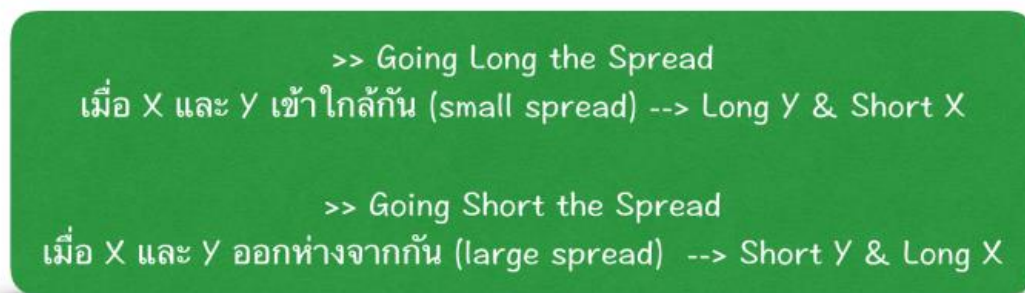 >> Going Long the Spread
เมื่อ X และ Y เข้าใกล้กัน (small spread) --> Long Y & Short X
>> Going Short the Spread
เมื่อ X และ Y ออกห่างจากกัน (large spread) --> Short Y & Long X